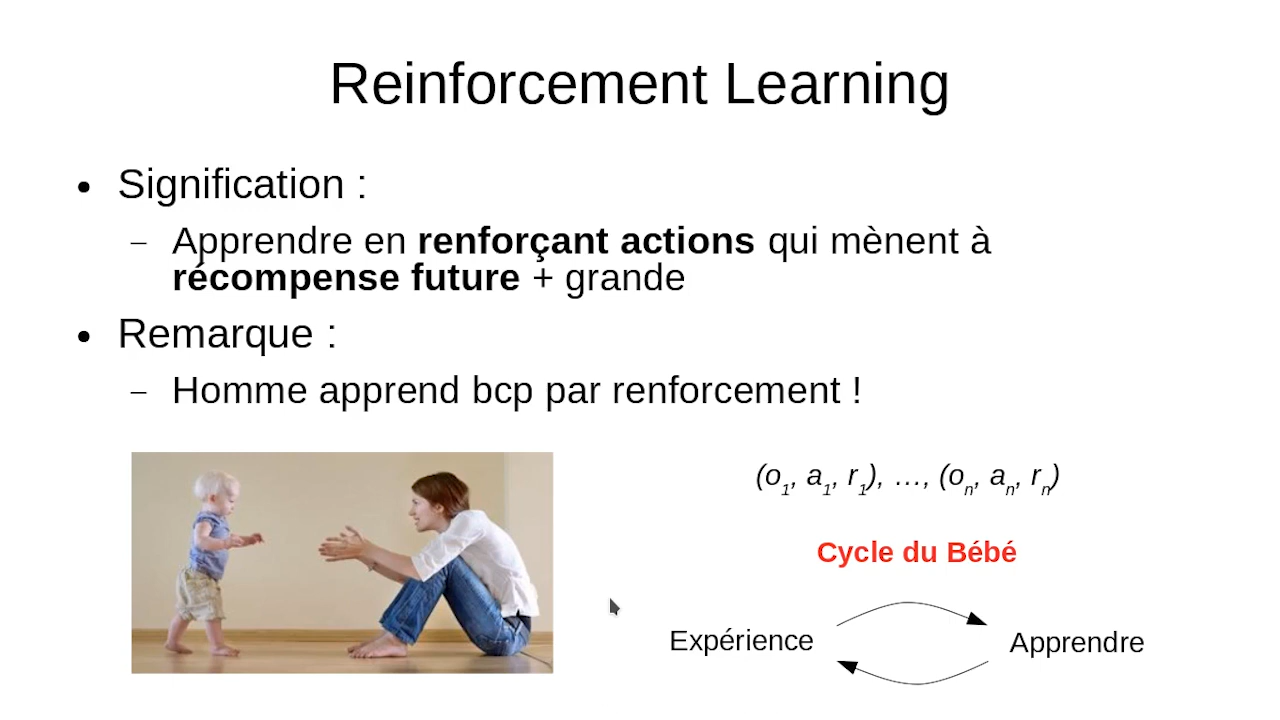 Reinforcement Learning
• Signification :
– Apprendre en renforçant actions qui mènent à
récompense future + grande
• Remarque :
– Homme apprend bcp par renforcement !
(o1, a1, r1), …, (on, an, rn)
Cycle du Bébé
Expérience
Apprendre